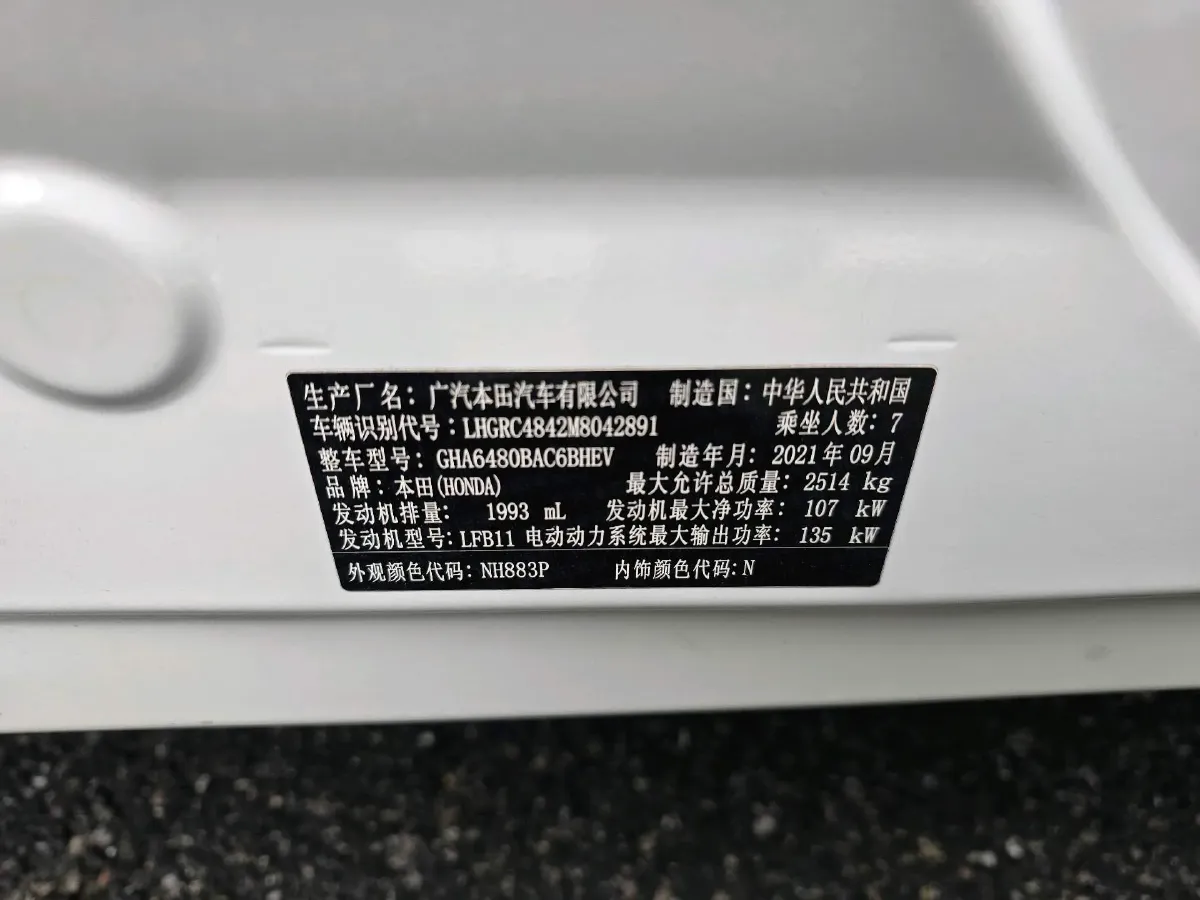 生产厂名：广汽本田汽车有限公司 制造国：中华人民共和国
车辆识别代号：LHGRC4842M8042891 乘坐人数：7
整车型号：GHA6480BAC6BHEV 制造年月：2021年09月
品牌：本田(HONDA) 最大允许总质量：2514 kg
发动机排量： 1993 mL 发动机最大净功率： 107 kW
发动机型号:LFB11 电动动力系统最大输出功率： 135 kW
外观颜色代码：NH883P 内饰颜色代码:N